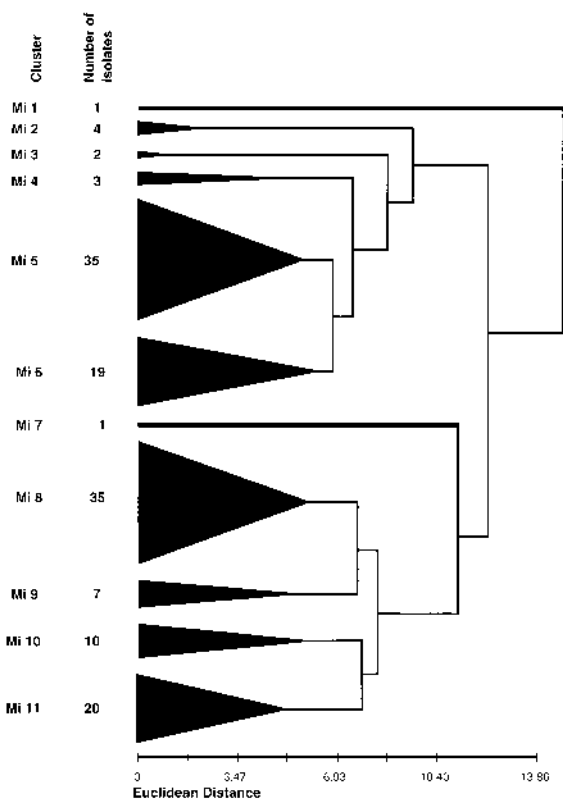 Cluster
Number of
isolates
Mi 1 1
Mi 2 4
Mi 3 2
Mi 4 3
Mi 5 35
Mi 6 19
Mi 7 1
Mi 8 35
Mi 9 7
Mi 10 10
Mi 11 20
3 3.47 6.03 10.43 13.86
Euclidean Distance